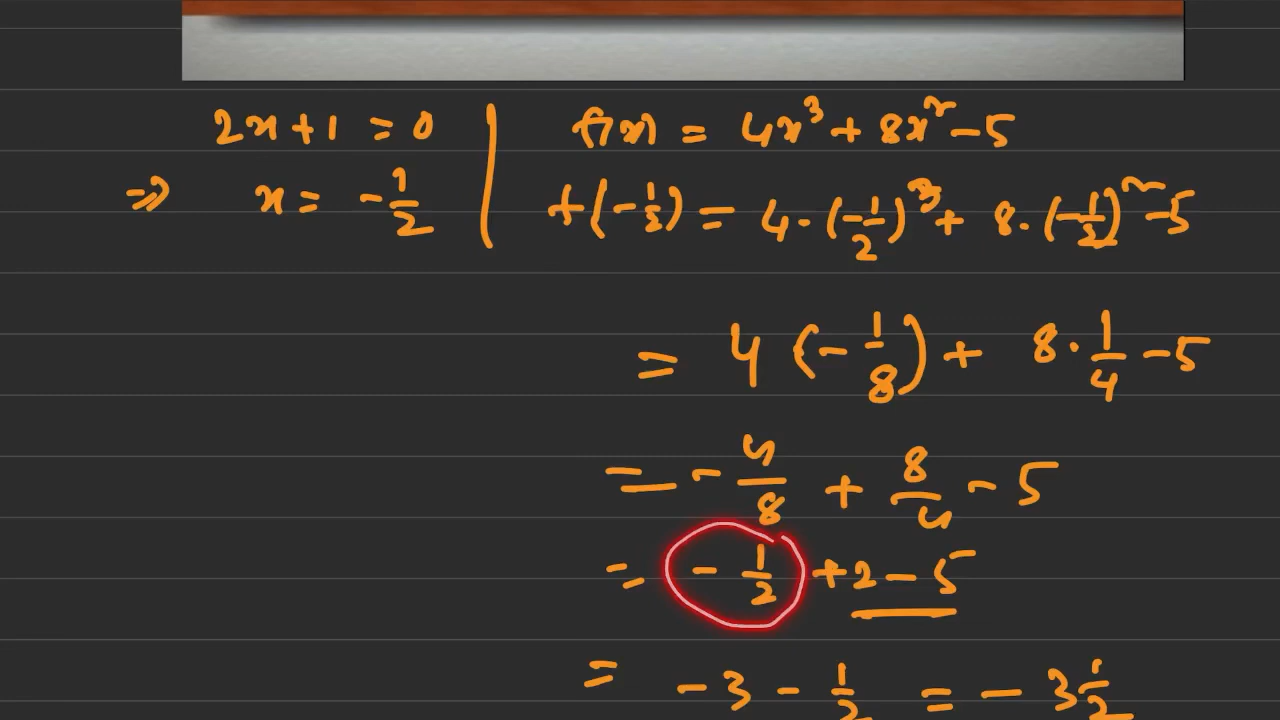 2x+1 = 0
⇒ x = -1/2
f(x) = 4x³ + 8x² - 5
f(-1/2) = 4·(-1/2)³ + 8·(-1/2)² - 5
= 4(-1/8) + 8·1/4 - 5
= -4/8 + 8/4 - 5
= -1/2 + 2 - 5
= -3 - 1/2 = -3 1/2